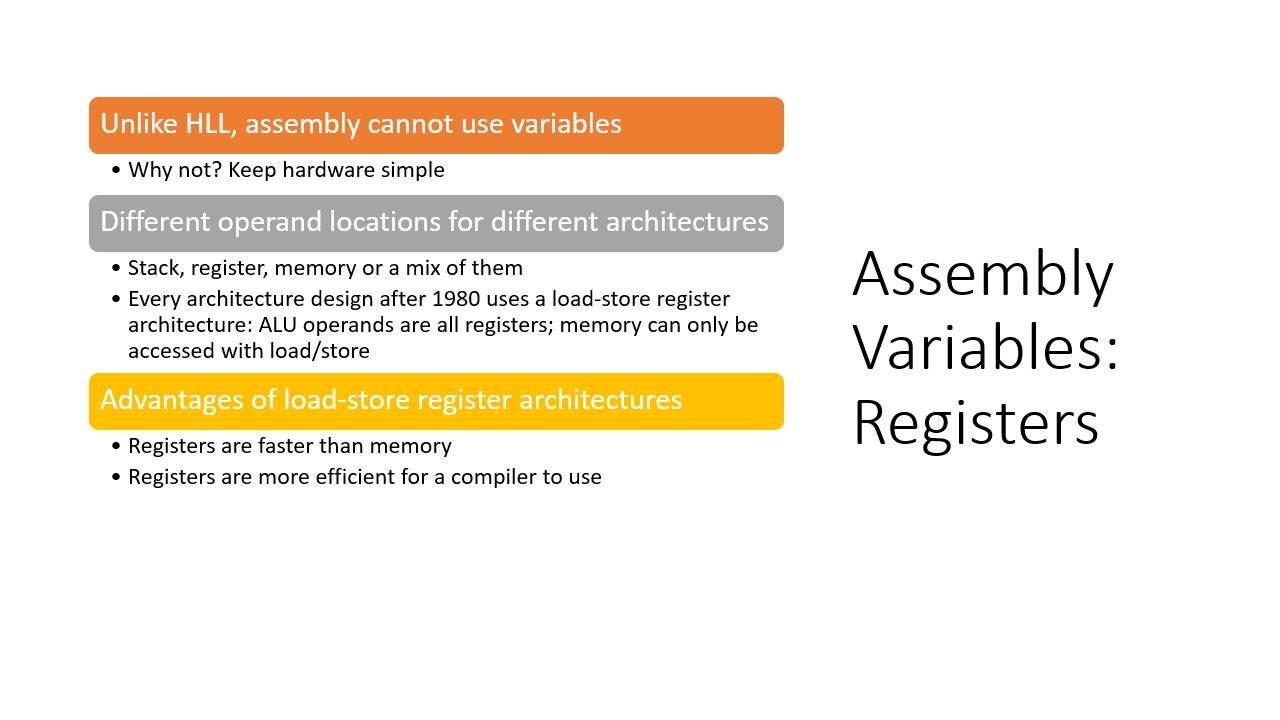 Unlike HLL, assembly cannot use variables
• Why not? Keep hardware simple
Different operand locations for different architectures
• Stack, register, memory or a mix of them
• Every architecture design after 1980 uses a load-store register
architecture: ALU operands are all registers; memory can only be
accessed with load/store
Advantages of load-store register architectures
• Registers are faster than memory
• Registers are more efficient for a compiler to use
Assembly
Variables:
Registers